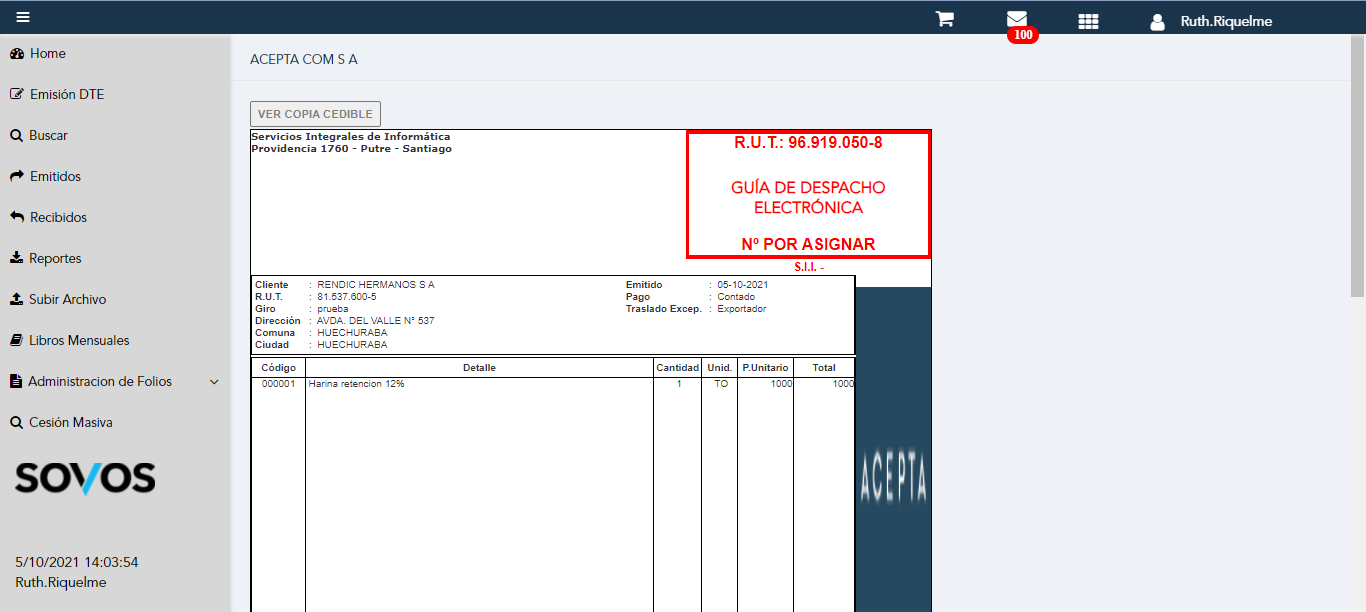 Ruth.Riquelme
100
Home
Emisión DTE
Buscar
Emitidos
Recibidos
Reportes
Subir Archivo
Libros Mensuales
Administracion de Folios
Cesión Masiva
SOVOS
5/10/2021 14:03:54
Ruth.Riquelme
ACEPTA COM S A
VER COPIA CEDIBLE
Servicios Integrales de Informática
Providencia 1760 - Putre - Santiago
R.U.T.: 96.919.050-8
GUÍA DE DESPACHO
ELECTRÓNICA
Nº POR ASIGNAR
S.I.I. -
Cliente : RENDIC HERMANOS S A Emitido : 05-10-2021
R.U.T. : 81.537.600-5 Pago : Contado
Giro : prueba Traslado Excep. : Exportador
Dirección : AVDA. DEL VALLE N° 537
Comuna : HUECHURABA
Ciudad : HUECHURABA
Código Detalle Cantidad Unid. P.Unitario Total
000001 Harina retencion 12% 1 TO 1000 1000
ACEPTA